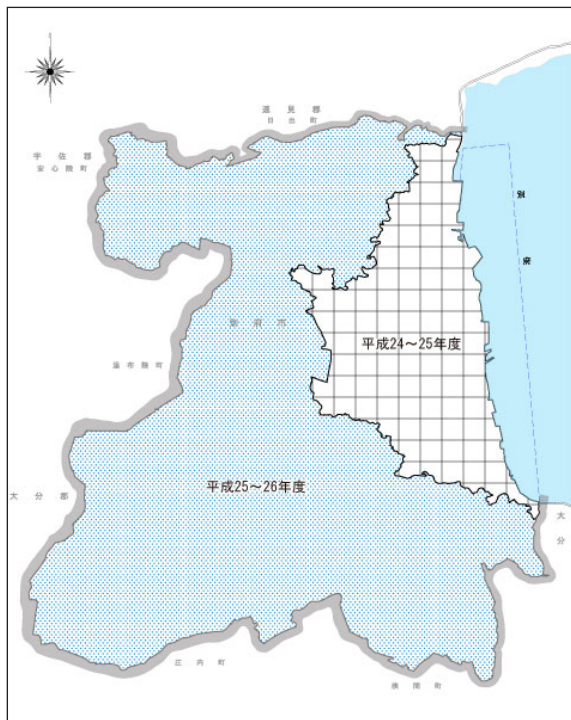 速見郡
日出町
宇佐郡
安心院町
別
府
別府市
平成24～25年度
湯布院町
平成25～26年度
大分郡
大
分
庄内町
挾間町